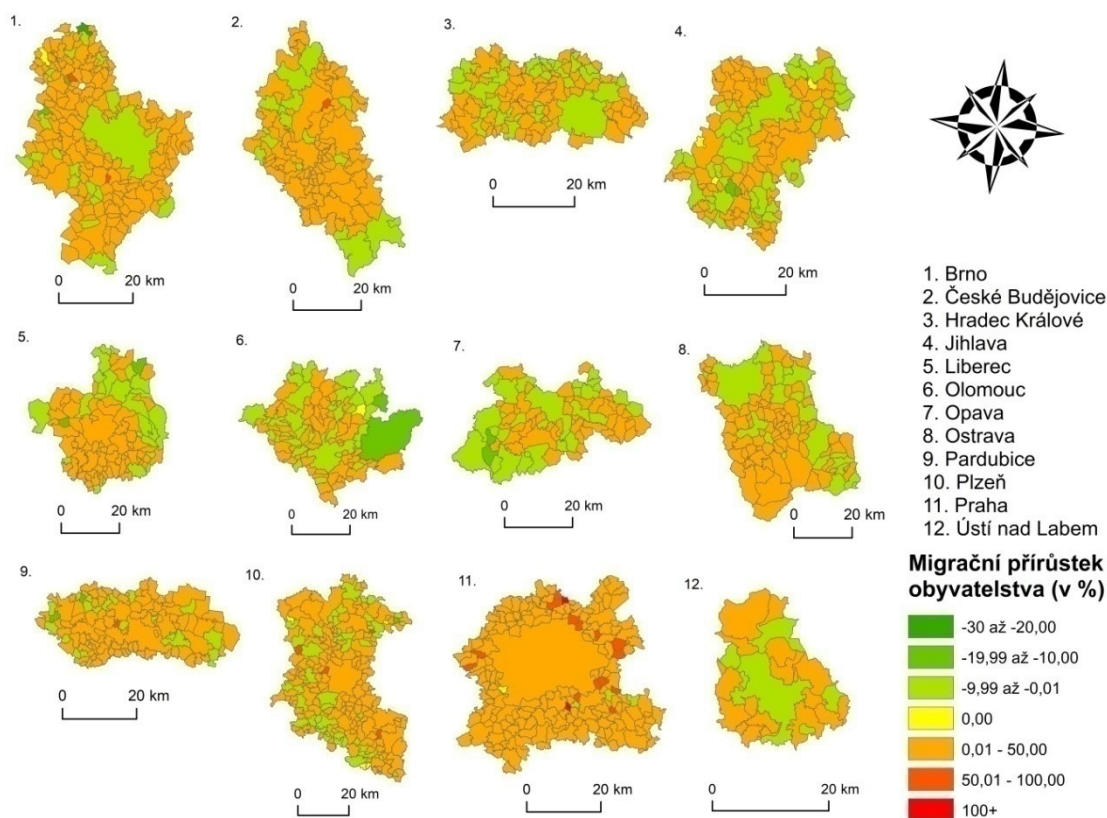 1.
2.
3.
4.
0 20 km
0 20 km
0 20 km
0 20 km
1. Brno
2. České Budějovice
3. Hradec Králové
4. Jihlava
5. Liberec
6. Olomouc
7. Opava
8. Ostrava
9. Pardubice
10. Plzeň
11. Praha
12. Ústí nad Labem
5.
6.
7.
8.
0 20 km
0 20 km
0 20 km
0 20
km
9.
10.
11.
12.
0 20 km
0 20 km
0 20 km
0 20 km
Migrační přírůstek
obyvatelstva (v %)
-30 až -20,00
-19,99 až -10,00
-9,99 až -0,01
0,00
0,01 - 50,00
50,01 - 100,00
100+